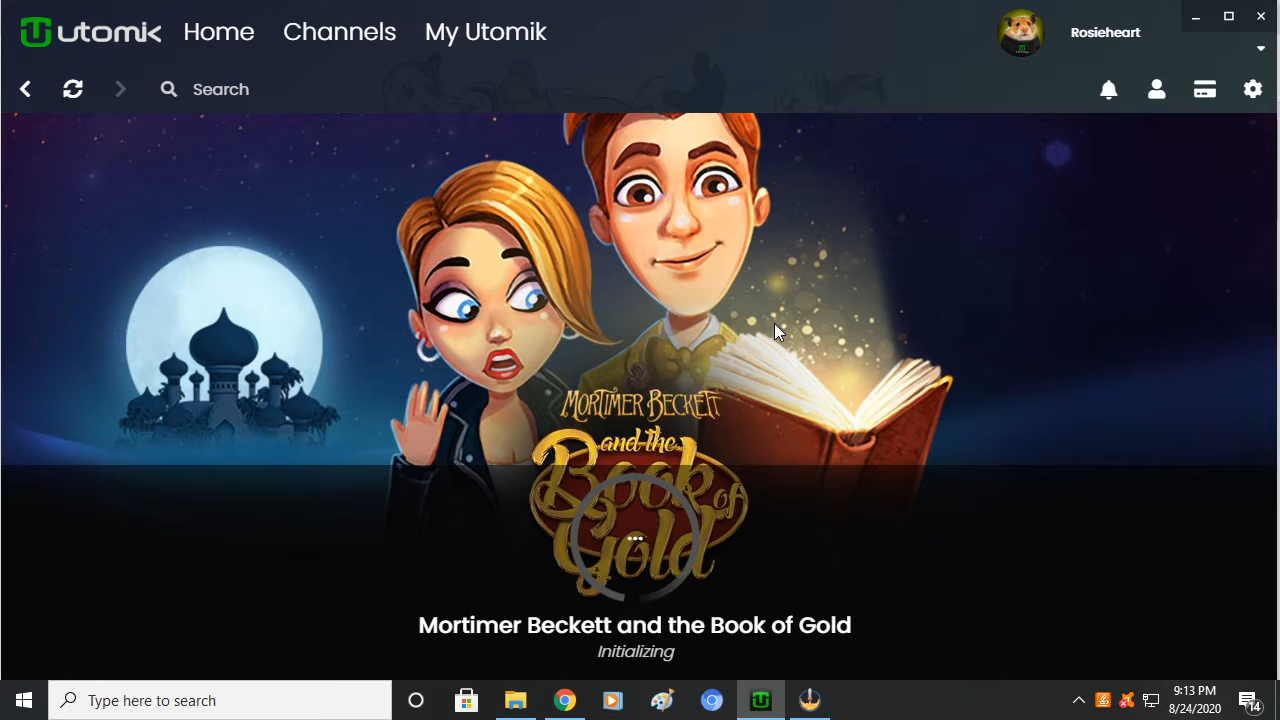 utomik Home Channels My Utomik Rosieheart
Search
MORTIMER BECKETT
and the
Book of
Gold
Mortimer Beckett and the Book of Gold
Initializing
Type here to search
9:13 PM
8/24/2020
14